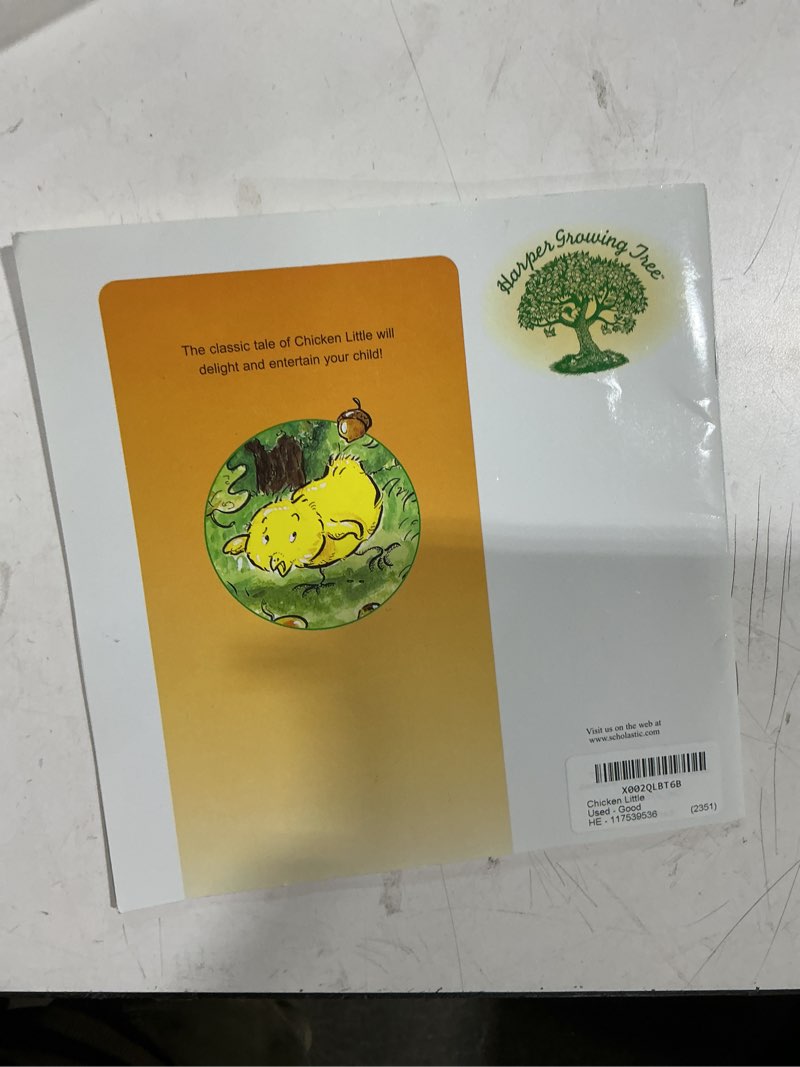 Harper Growing Tree™
The classic tale of Chicken Little will
delight and entertain your child!
Visit us on the web at
www.scholastic.com
X002QLBT6B
Chicken Little
Used - Good
HE - 117539536 (2351)